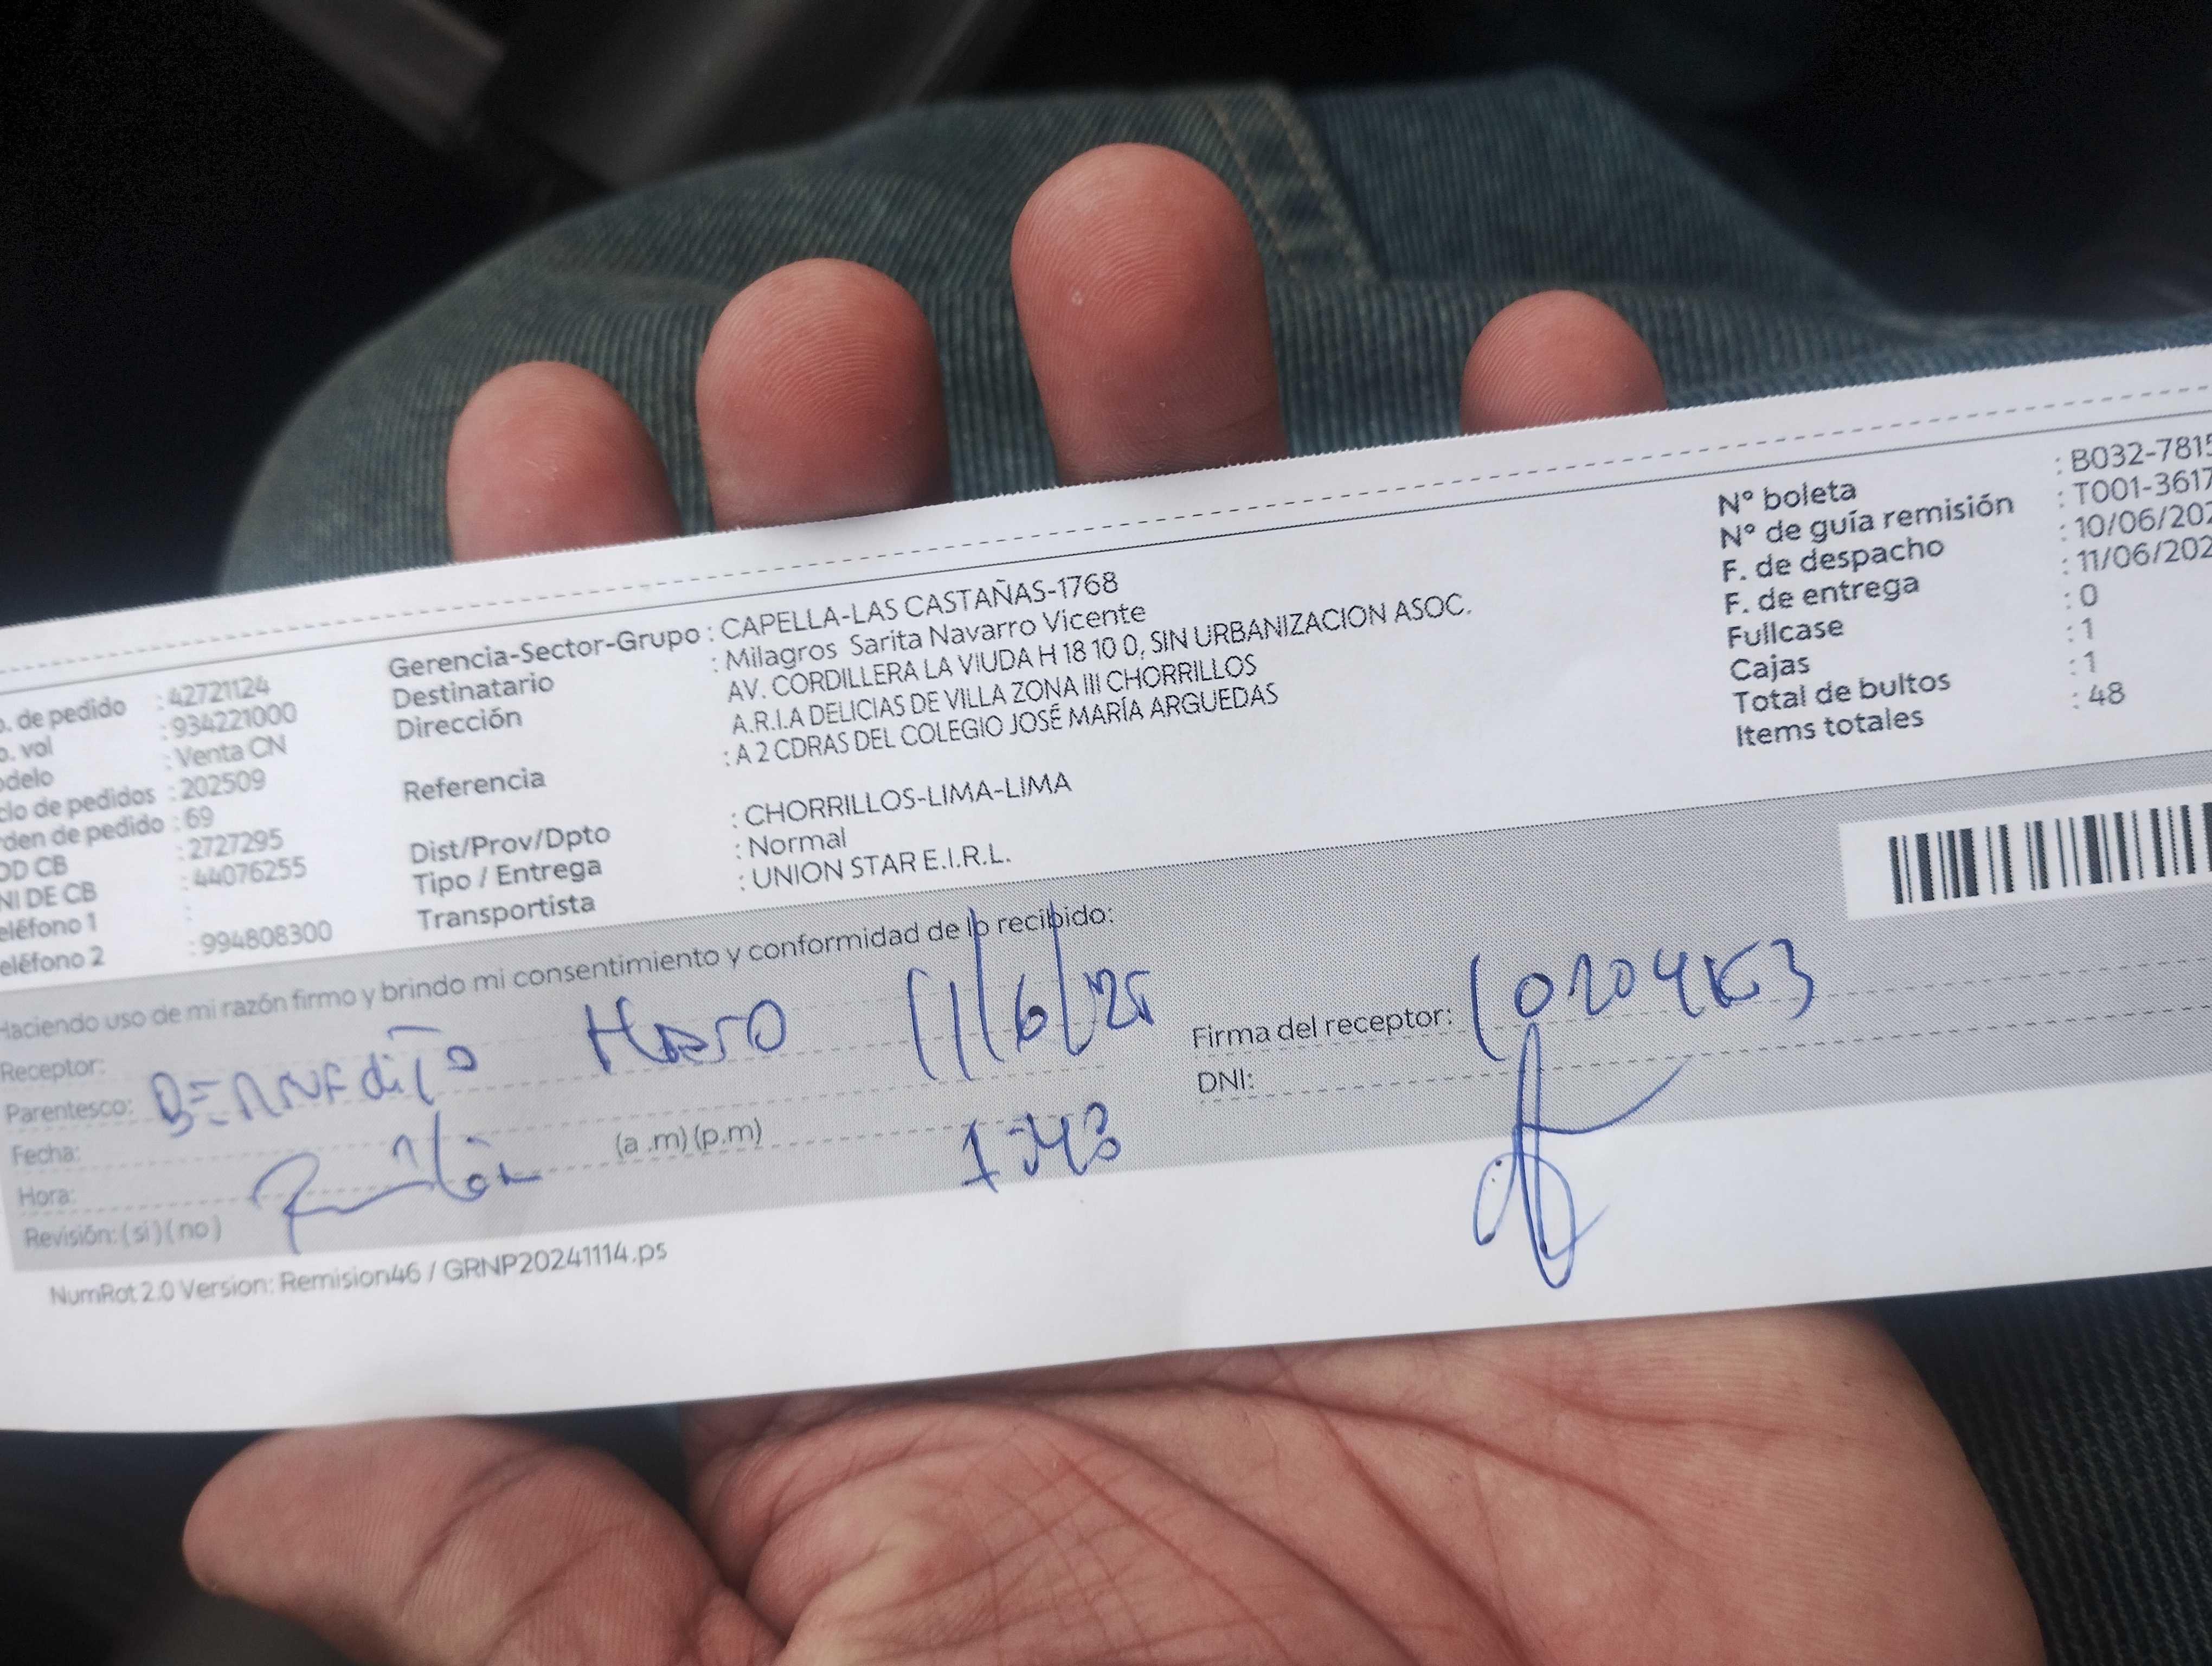 o. de pedido : 42721124
o. vol : 934221000
odelo : Venta CN
clo de pedidos : 202509
rden de pedido : 69
OD CB : 2727295
NI DE CB : 44076255
eléfono 1 :
eléfono 2 : 994808300
Gerencia-Sector-Grupo : CAPELLA-LAS CASTAÑAS-1768
Destinatario : Milagros Sarita Navarro Vicente
Dirección AV. CORDILLERA LA VIUDA H 18 10 0, SIN URBANIZACION ASOC.
A.R.I.A DELICIAS DE VILLA ZONA III CHORRILLOS
Referencia : A 2 CDRAS DEL COLEGIO JOSÉ MARÍA ARGUEDAS
Dist/Prov/Dpto : CHORRILLOS-LIMA-LIMA
Tipo / Entrega : Normal
Transportista : UNION STAR E.I.R.L.
N° boleta : B032-7815
N° de guía remisión : T001-3617
F. de despacho : 10/06/202
F. de entrega : 11/06/202
Fullcase : 0
Cajas : 1
Total de bultos : 1
Items totales : 48
Haciendo uso de mi razón firmo y brindo mi consentimiento y conformidad de lo recibido:
Receptor: 11/6/25
Parentesco:
Fecha:
Hora: (a .m) (p.m)
Revisión: (si) (no)
Firma del receptor:
DNI:
NumRot 2.0 Version: Remision46 / GRNP20241114.ps